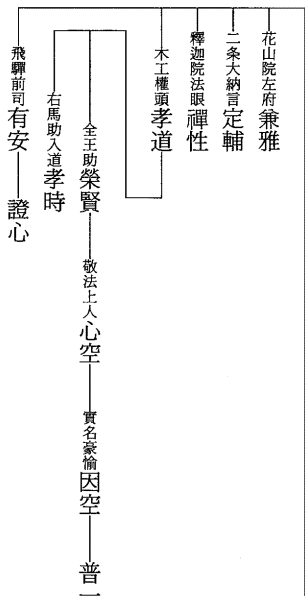 花山院左府兼雅
二条大納言定輔
釋迦院法眼禪性
木工權頭孝道
全王助榮賢 敬法上人心空 實名豪愉因空 普一
右馬助入道孝時
飛驒前司有安 證心